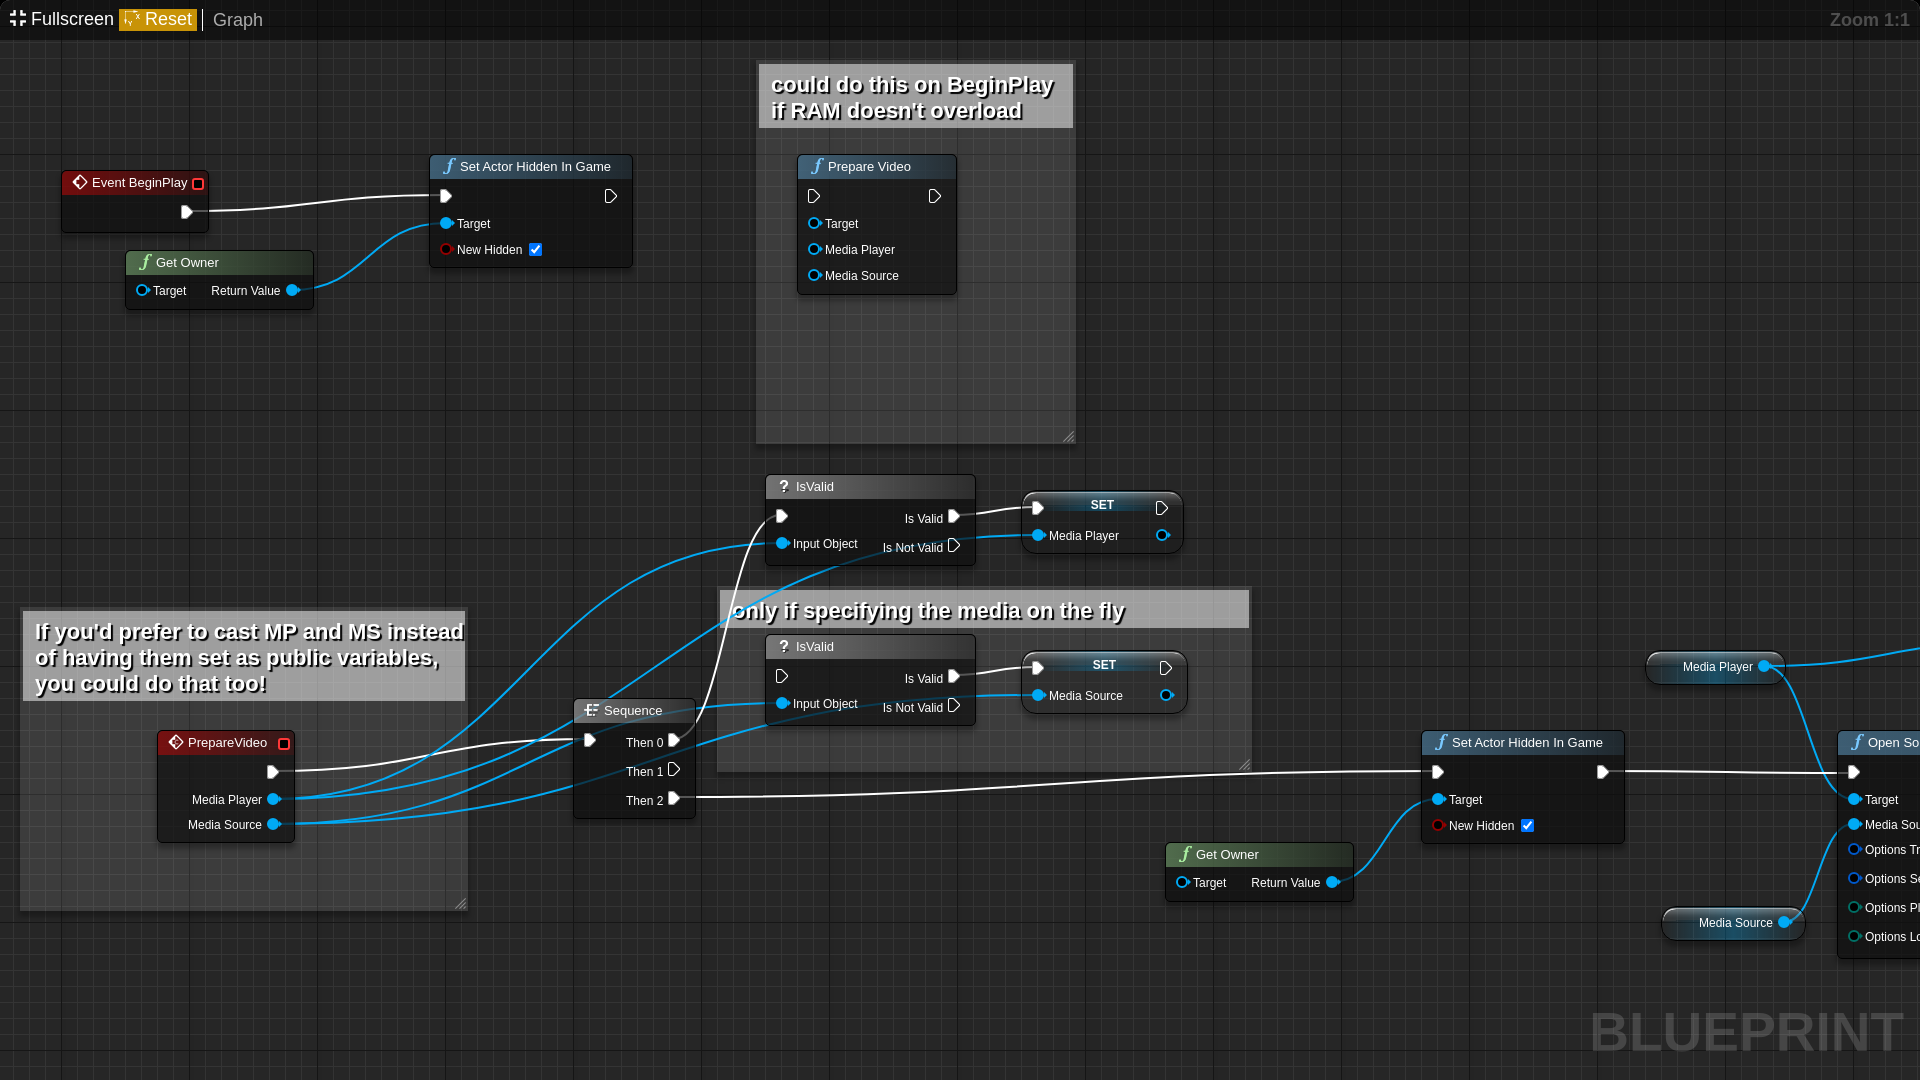 Fullscreen Reset Graph Zoom 1:1
could do this on BeginPlay
if RAM doesn't overload
Event BeginPlay
Set Actor Hidden In Game
Target
New Hidden
Get Owner
Target Return Value
Prepare Video
Target
Media Player
Media Source
? IsValid
Is Valid
Input Object Is Not Valid
SET
Media Player
only if specifying the media on the fly
? IsValid
Is Valid
Input Object Is Not Valid
SET
Media Source
If you'd prefer to cast MP and MS instead
of having them set as public variables,
you could do that too!
PrepareVideo
Media Player
Media Source
Sequence
Then 0
Then 1
Then 2
Media Player
Set Actor Hidden In Game
Target
New Hidden
Get Owner
Target Return Value
Media Source
Open So
Target
Media Sou
Options Tr
Options Se
Options Pl
Options Lo
BLUEPRINT